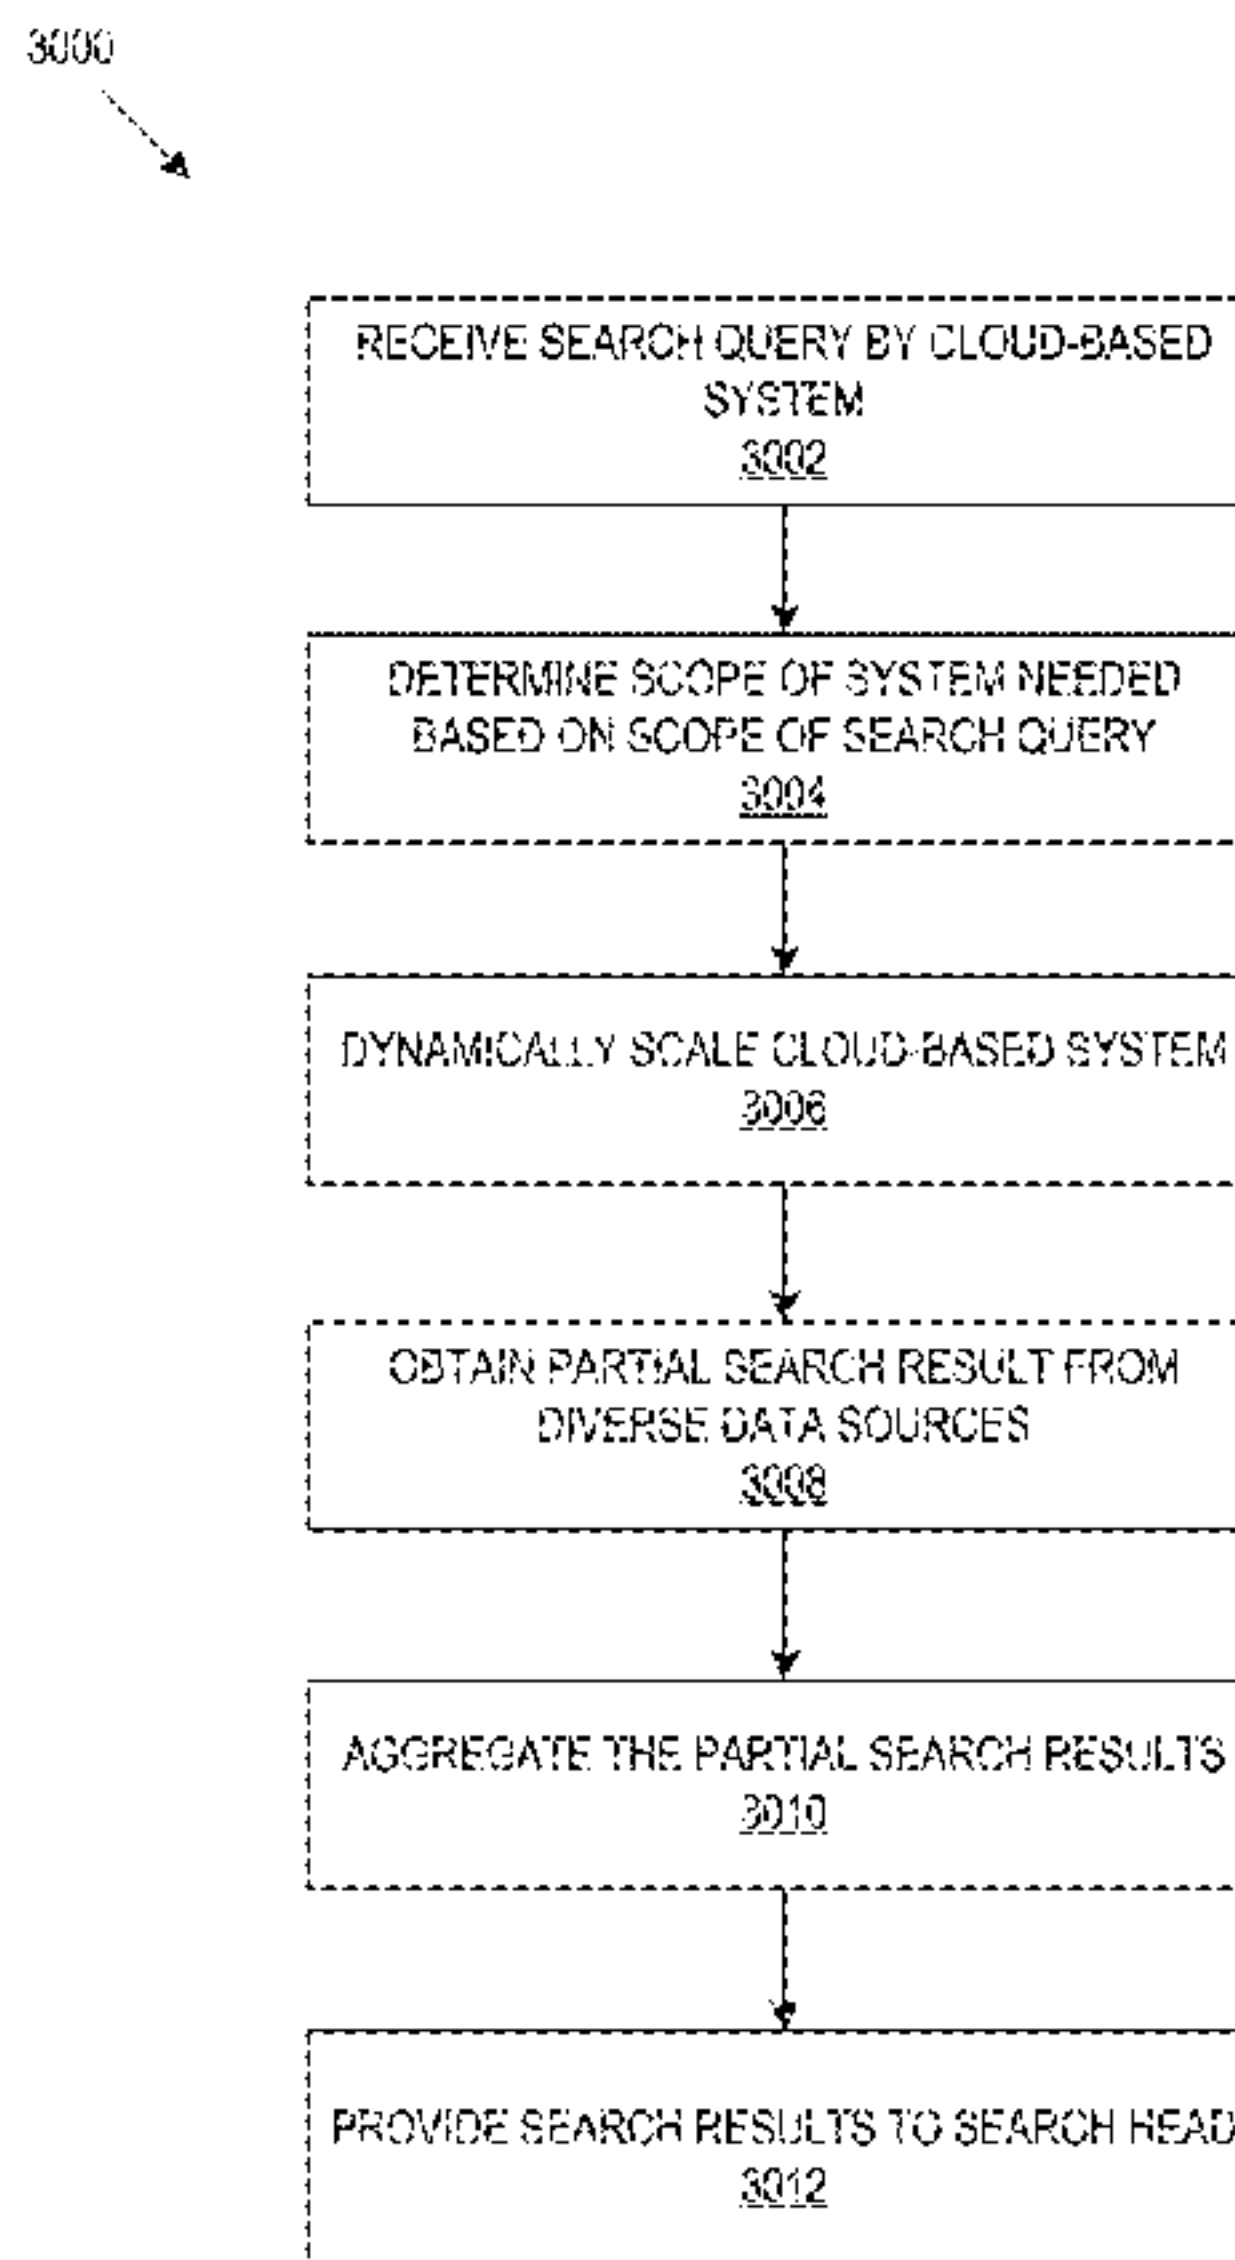 3000
RECEIVE SEARCH QUERY BY CLOUD-BASED
SYSTEM
3002
DETERMINE SCOPE OF SYSTEM NEEDED
BASED ON SCOPE OF SEARCH QUERY
3004
DYNAMICALLY SCALE CLOUD-BASED SYSTEM
3006
OBTAIN PARTIAL SEARCH RESULT FROM
DIVERSE DATA SOURCES
3008
AGGREGATE THE PARTIAL SEARCH RESULTS
3010
PROVIDE SEARCH RESULTS TO SEARCH HEAD
3012